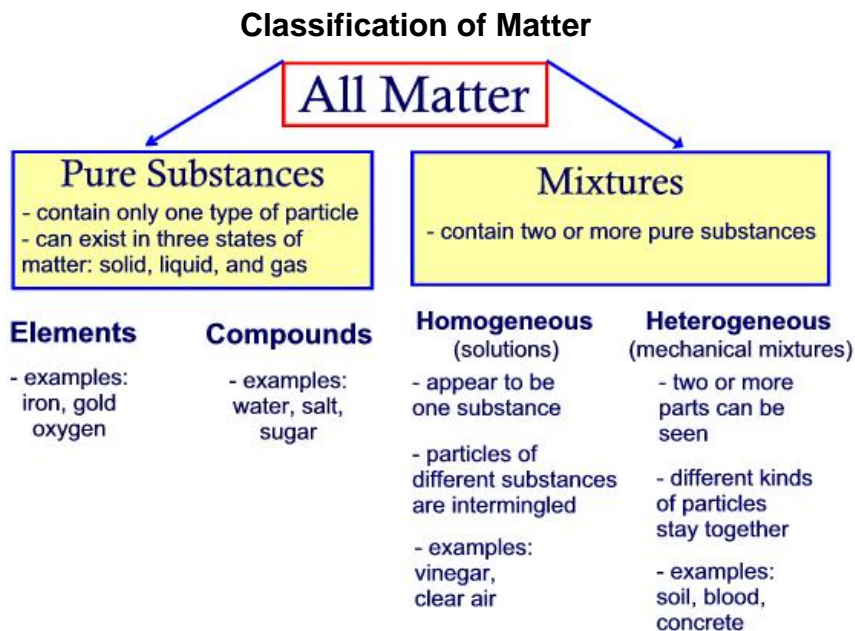 Classification of Matter
All Matter
Pure Substances
- contain only one type of particle
- can exist in three states of
matter: solid, liquid, and gas
Mixtures
- contain two or more pure substances
Elements
- examples:
iron, gold
oxygen
Compounds
- examples:
water, salt,
sugar
Homogeneous
(solutions)
- appear to be
one substance
- particles of
different substances
are intermingled
- examples:
vinegar,
clear air
Heterogeneous
(mechanical mixtures)
- two or more
parts can be
seen
- different kinds
of particles
stay together
- examples:
soil, blood,
concrete